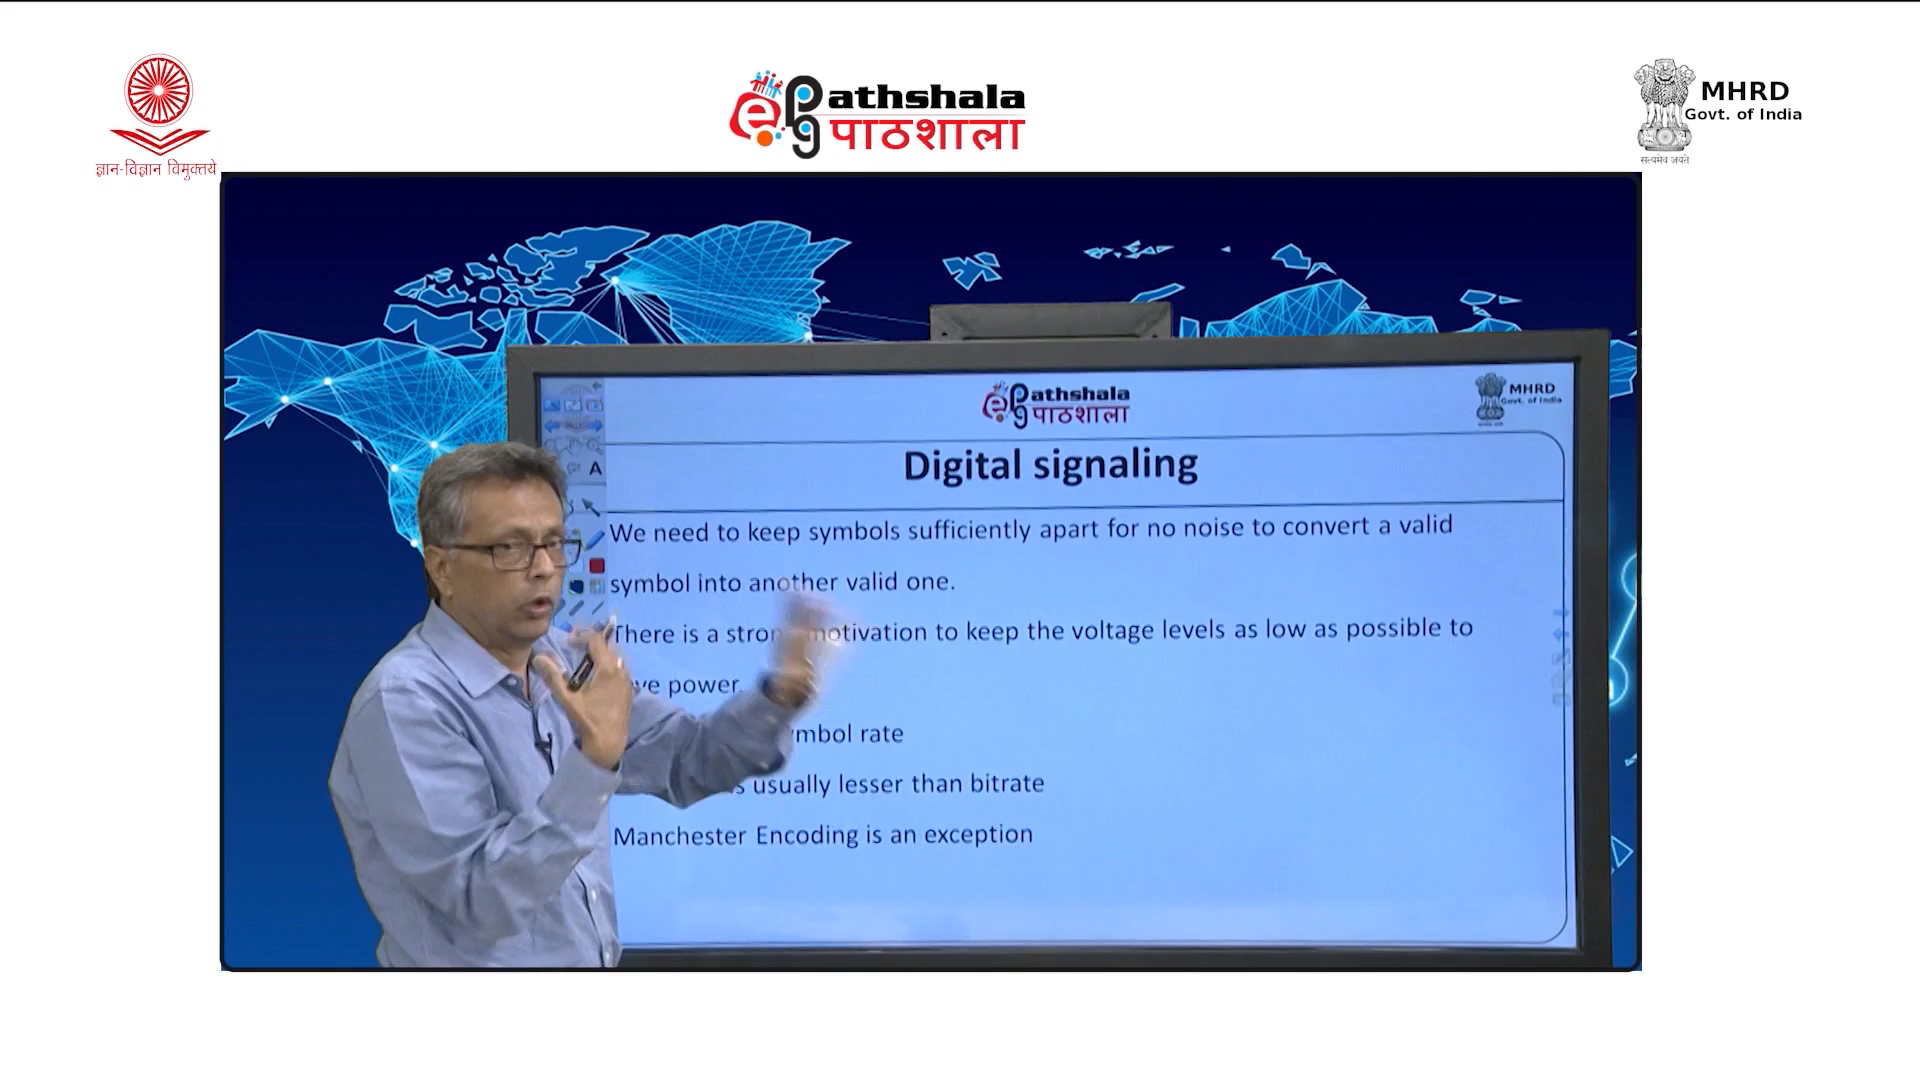 athshala
पाठशाला
MHRD
Govt. of India
सत्यमेव जयते
ज्ञान-विज्ञान विमुक्तये
athshala
पाठशाला
MHRD
Govt. of India
Digital signaling
We need to keep symbols sufficiently apart for no noise to convert a valid
symbol into another valid one.
There is a motivation to keep the voltage levels as low as possible to
power.
rate
usually lesser than bitrate
Manchester Encoding is an exception
A